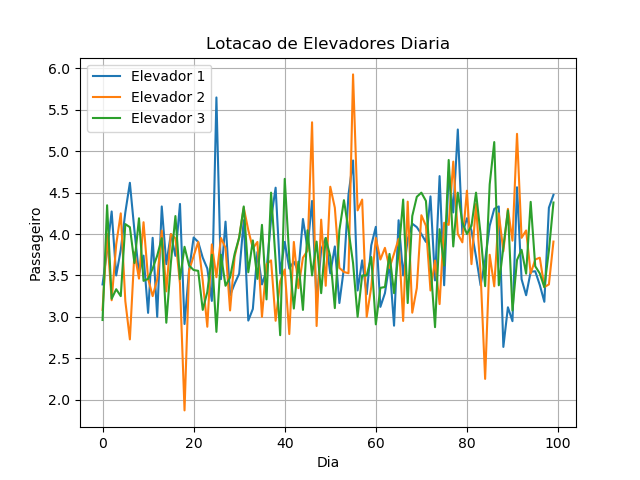 Lotacao de Elevadores Diaria
Elevador 1
Elevador 2
Elevador 3
Passageiro
6.0
5.5
5.0
4.5
4.0
3.5
3.0
2.5
2.0
0 20 40 60 80 100
Dia